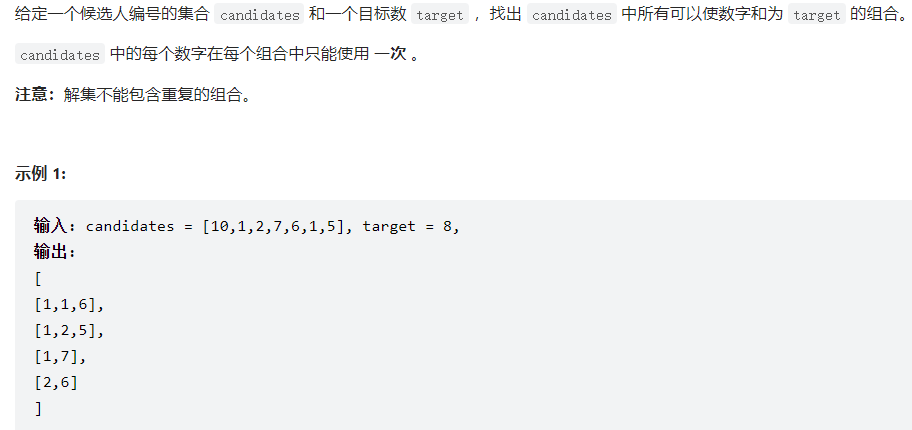 给定一个候选人编号的集合 candidates 和一个目标数 target ，找出 candidates 中所有可以使数字和为 target 的组合。
candidates 中的每个数字在每个组合中只能使用 一次 。
注意：解集不能包含重复的组合。
示例 1:
输入：candidates = [10,1,2,7,6,1,5], target = 8,
输出：
[
[1,1,6],
[1,2,5],
[1,7],
[2,6]
]